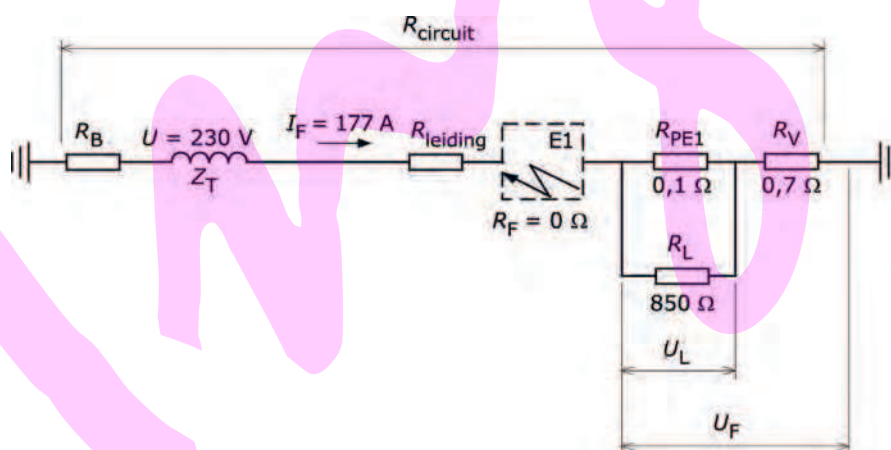 R_circuit
R_B
U = 230 V
Z_T
I_F = 177 A
R_leiding
E1
R_F = 0 Ω
R_PE1
0,1 Ω
R_V
0,7 Ω
R_L
850 Ω
U_L
U_F